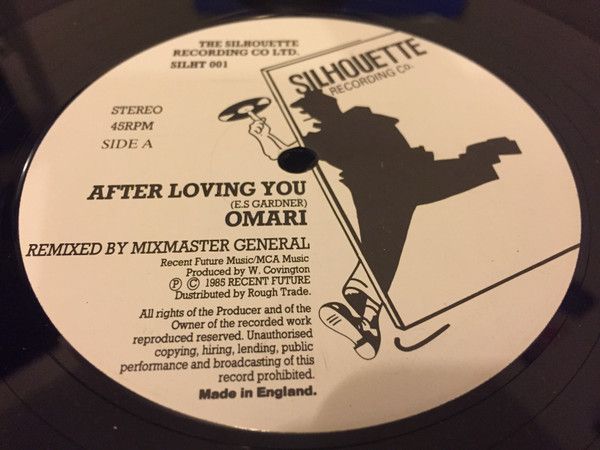 THE SILHOUETTE
RECORDING CO LTD.
SILHT 001
SILHOUETTE
RECORDING Co.
STEREO
45RPM
SIDE A
AFTER LOVING YOU
(E.S GARDNER)
OMARI
REMIXED BY MIXMASTER GENERAL
Recent Future Music/MCA Music
Produced by W. Covington
Ⓟ © 1985 RECENT FUTURE
Dustributed by Rough Trade.
All rights of the Producer and of the
Owner of the recorded work
reproduced reserved. Unauthorised
copying, hiring, lending, public
performance and broadcasting of this
record prohibited.
Made in England.